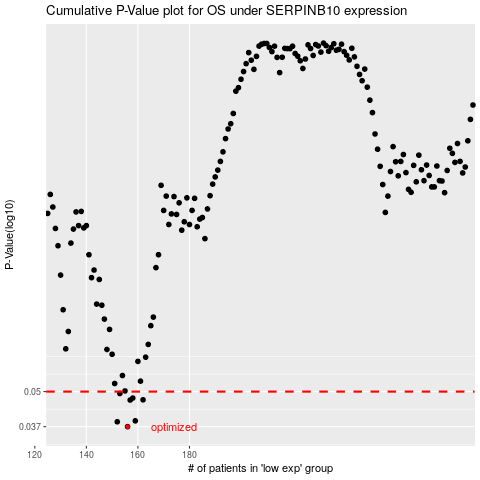 Cumulative P-Value plot for OS under SERPINB10 expression
P-Value(log10)
0.05
0.037
optimized
120 140 160 180
# of patients in 'low exp' group